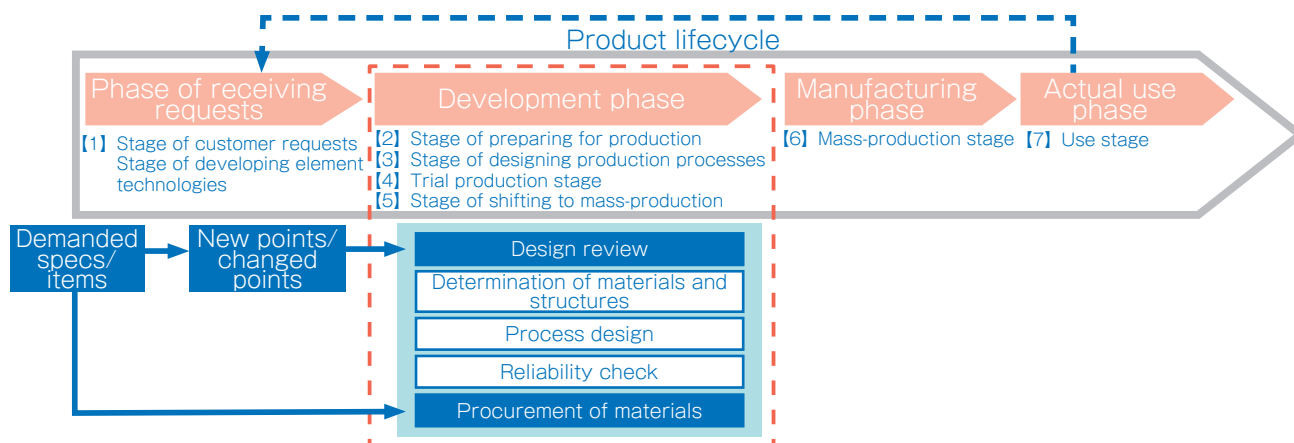 Product lifecycle
Phase of receiving
requests
Development phase
Manufacturing
phase
Actual use
phase
【1】Stage of customer requests
Stage of developing element
technologies
【2】Stage of preparing for production
【3】Stage of designing production processes
【4】Trial production stage
【5】Stage of shifting to mass-production
【6】Mass-production stage
【7】Use stage
Demanded
specs/
items
New points/
changed
points
Design review
Determination of materials and
structures
Process design
Reliability check
Procurement of materials